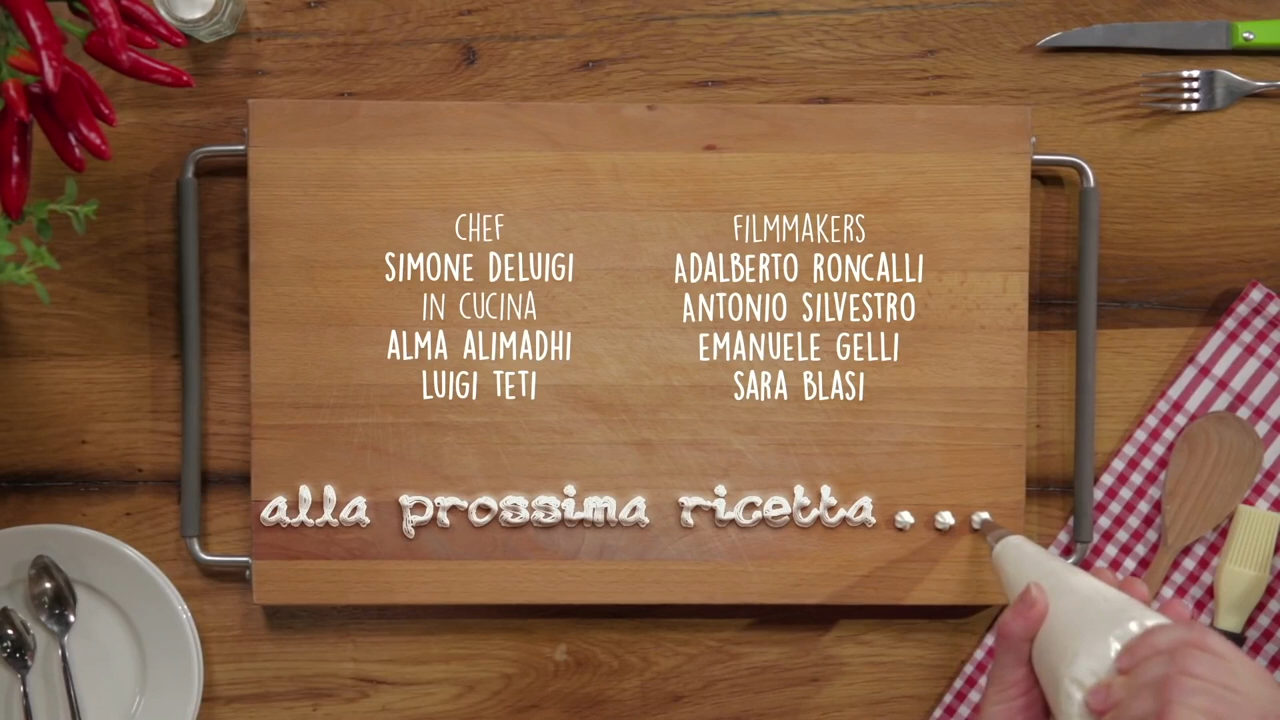 CHEF
SIMONE DELUIGI
IN CUCINA
ALMA ALIMADHI
LUIGI TETI
FILMMAKERS
ADALBERTO RONCALLI
ANTONIO SILVESTRO
EMANUELE GELLI
SARA BLASI
alla prossima ricetta...